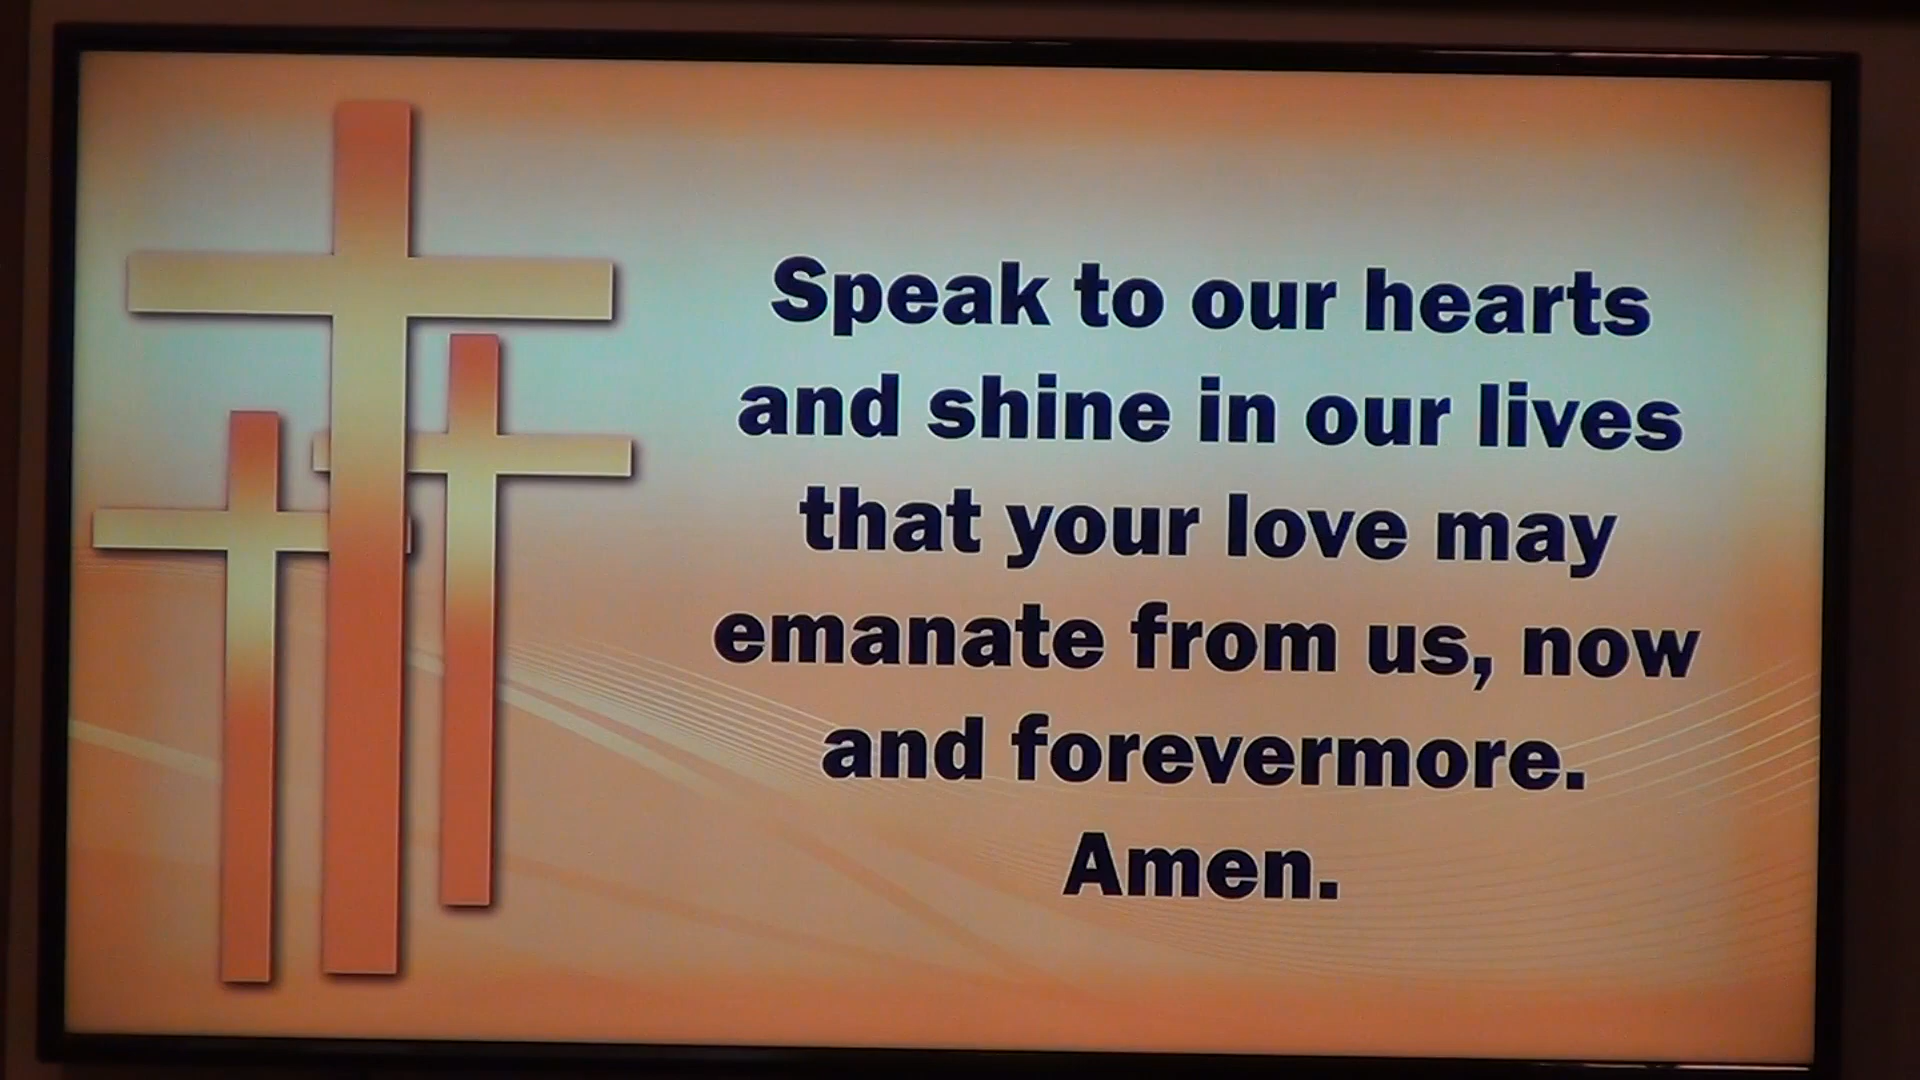 Speak to our hearts
and shine in our lives
that your love may
emanate from us, now
and forevermore.
Amen.